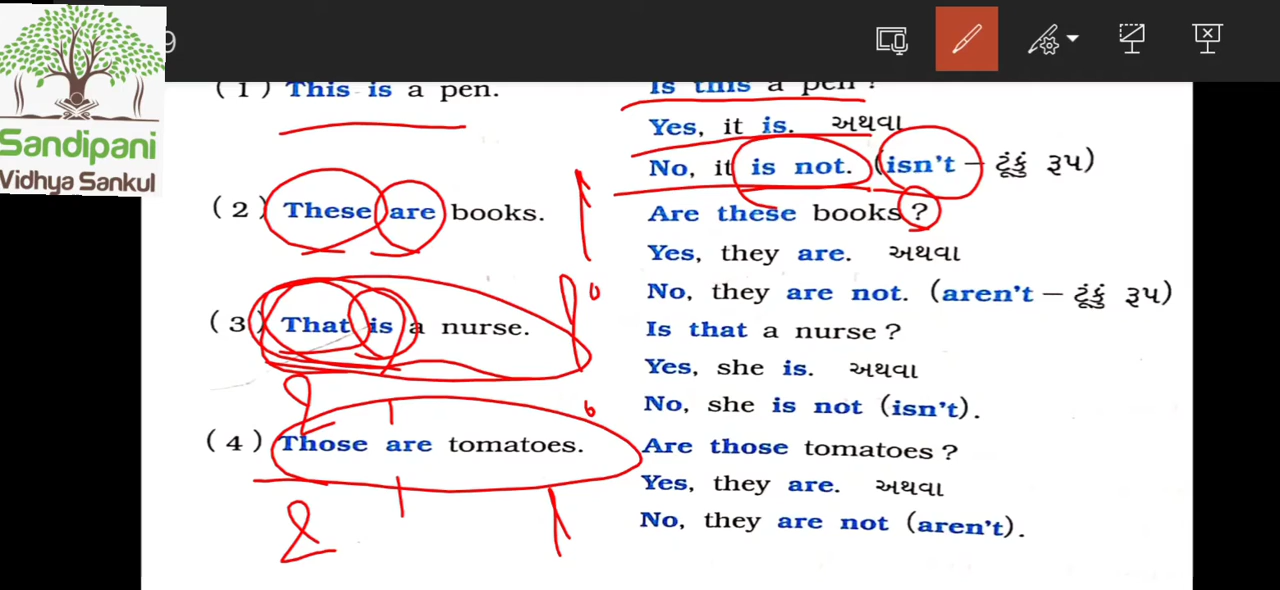 9
Sandipani
Vidhya Sankul
(1) This is a pen.
Is this a pen?
Yes, it is. અથવા
No, it is not. (isn't – ટૂંકું રૂપ)
(2) These are books.
Are these books?
Yes, they are. અથવા
No, they are not. (aren't – ટૂંકું રૂપ)
(3) That is a nurse.
Is that a nurse?
Yes, she is. અથવા
No, she is not (isn't).
(4) Those are tomatoes.
Are those tomatoes?
Yes, they are. અથવા
No, they are not (aren't).